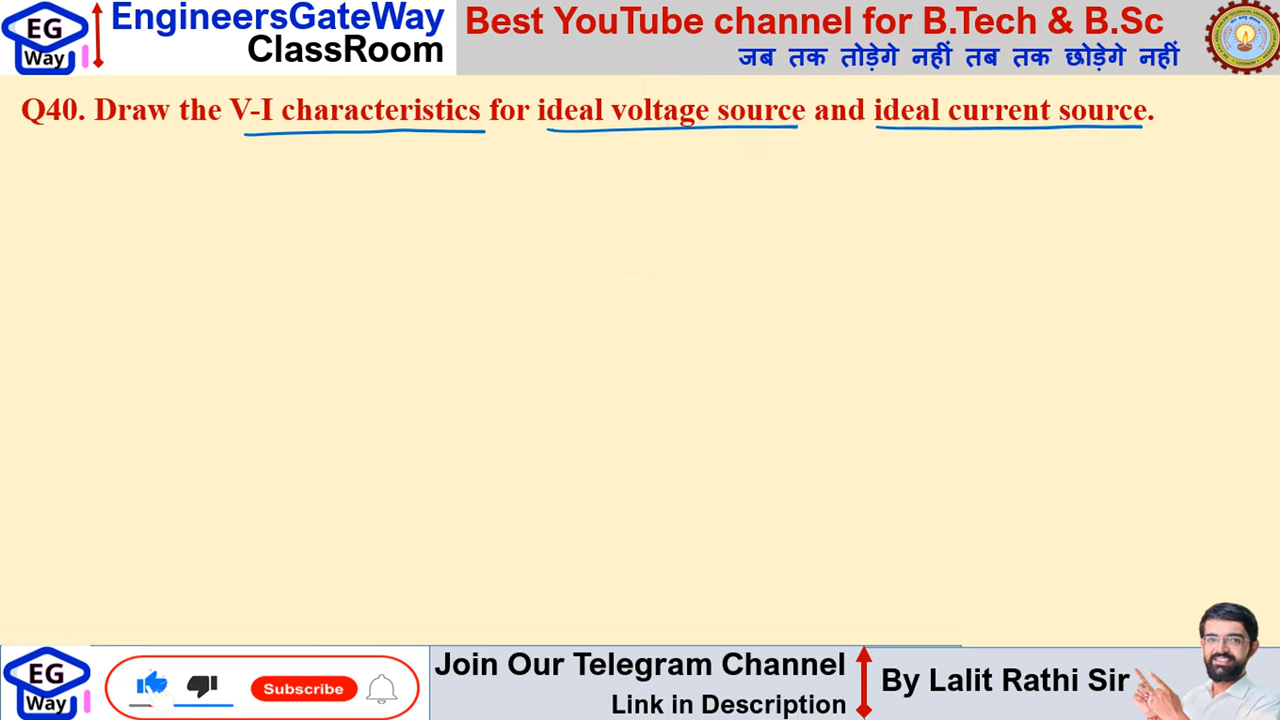 EG
Way
EngineersGateWay
ClassRoom
Best YouTube channel for B.Tech & B.Sc
जब तक तोड़ेगे नहीं तब तक छोड़ेगे नहीं
Q40. Draw the V-I characteristics for ideal voltage source and ideal current source.
EG
Way
Subscribe
Join Our Telegram Channel
Link in Description
By Lalit Rathi Sir